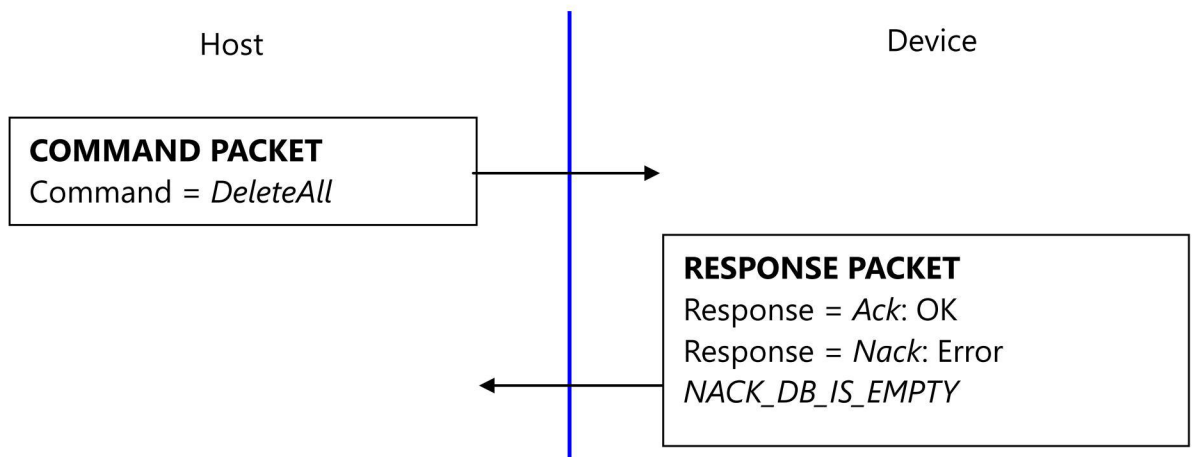 Host
Device
COMMAND PACKET
Command = DeleteAll
RESPONSE PACKET
Response = Ack: OK
Response = Nack: Error
NACK_DB_IS_EMPTY